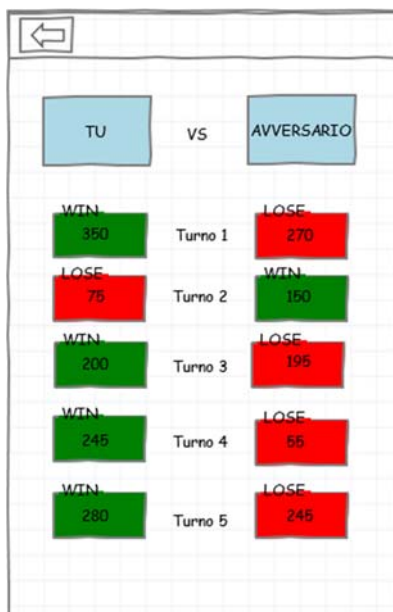 TU VS AVVERSARIO
WIN LOSE
350 Turno 1 270
LOSE WIN
75 Turno 2 150
WIN LOSE
200 Turno 3 195
WIN LOSE
245 Turno 4 55
WIN LOSE
280 Turno 5 245